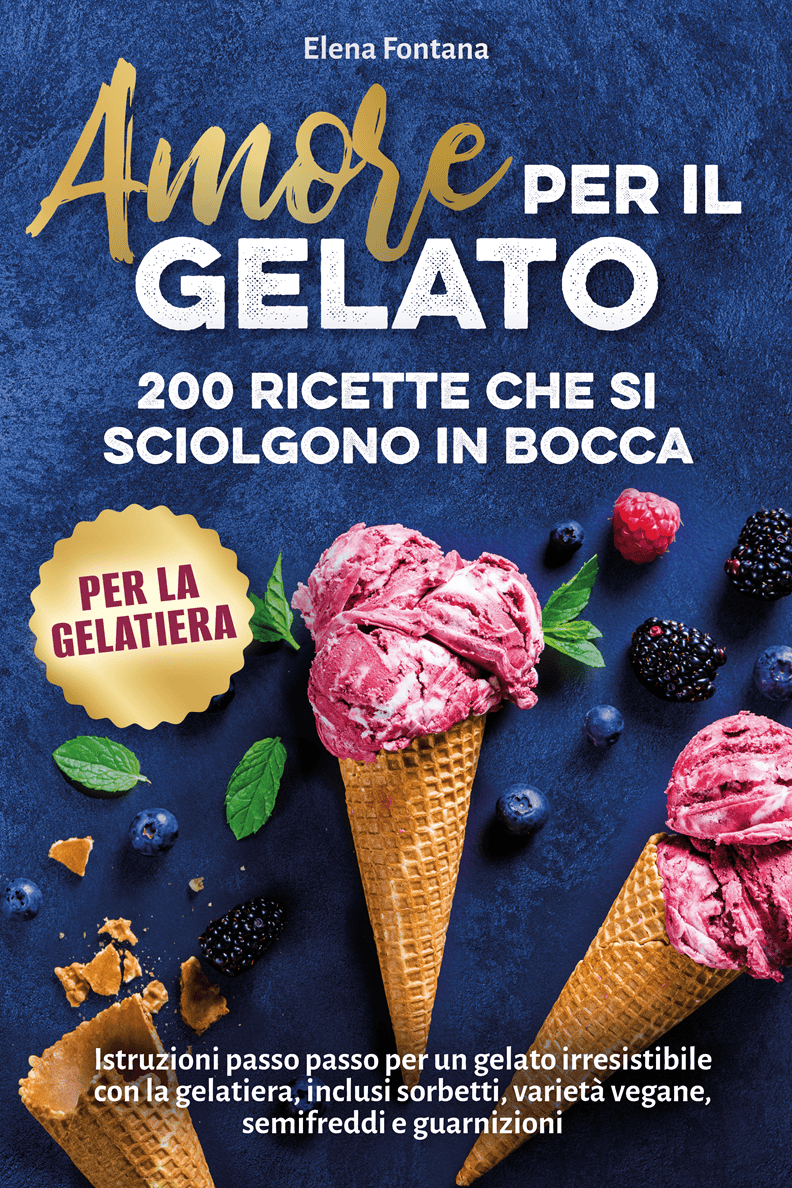 Elena Fontana
Amore PER IL
GELATO
200 RICETTE CHE SI
SCIOLGONO IN BOCCA
PER LA
GELATIERA
Istruzioni passo passo per un gelato irresistibile
con la gelatiera, inclusi sorbetti, varietà vegane,
semifreddi e guarnizioni